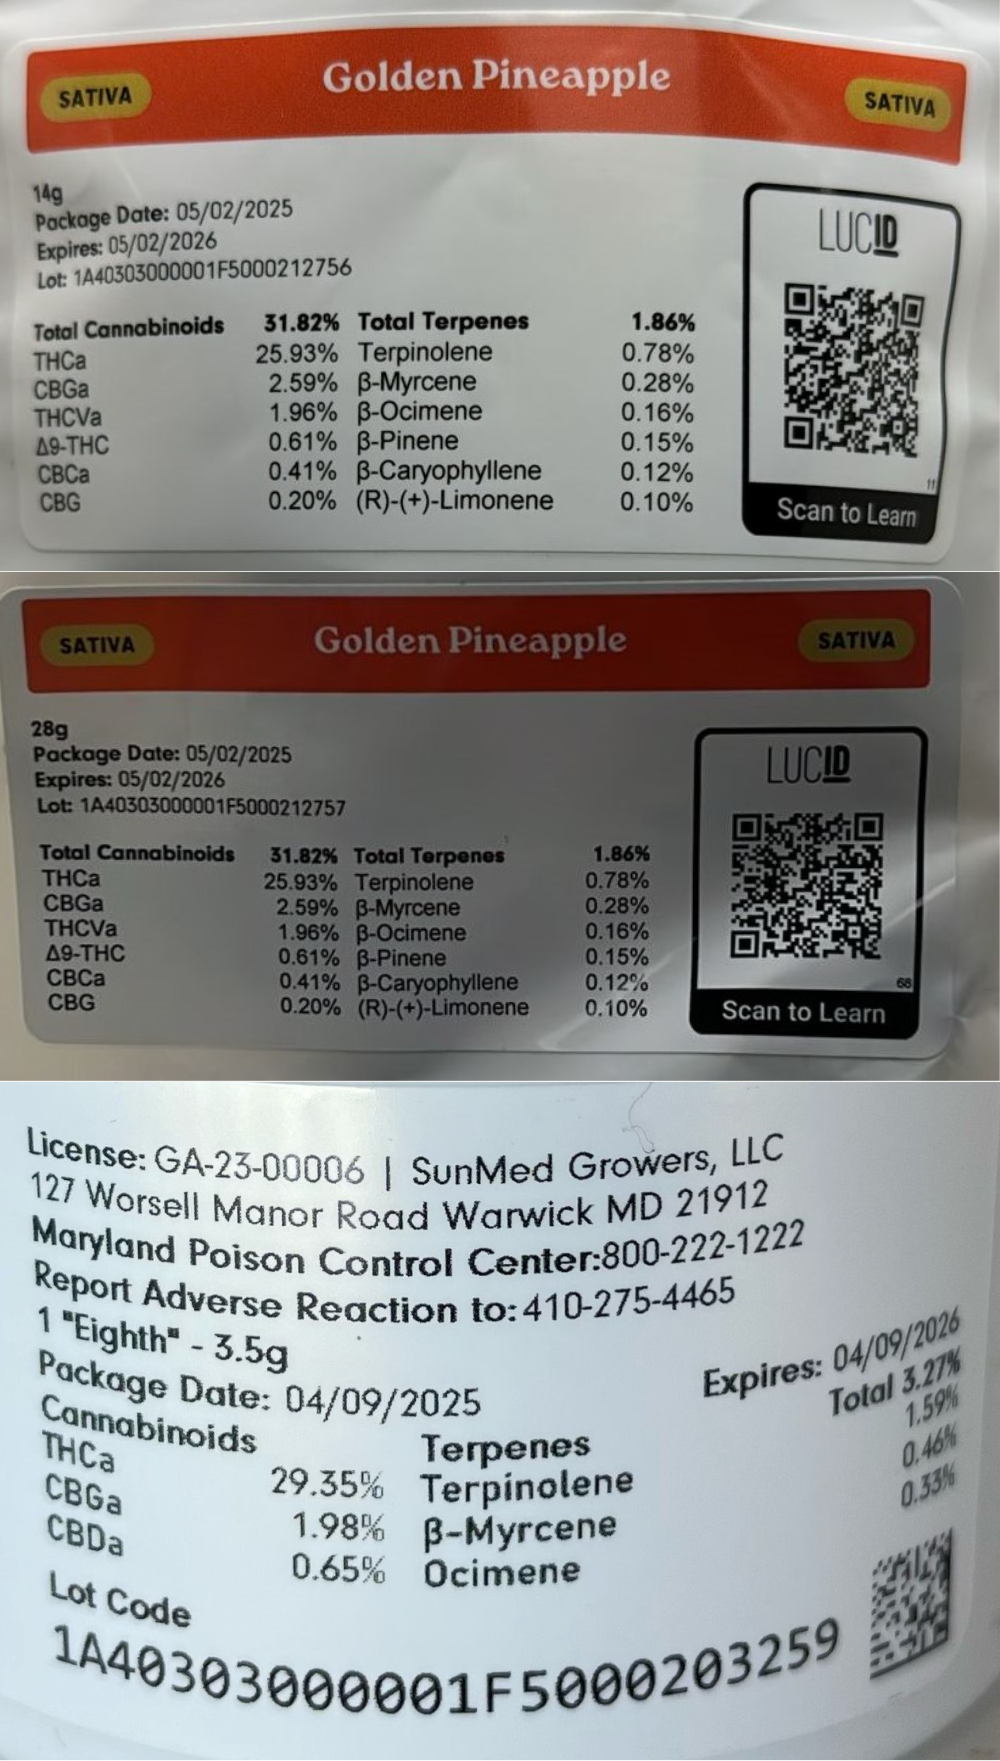 SATIVA Golden Pineapple SATIVA
14g
Package Date: 05/02/2025
Expires: 05/02/2026
Lot: 1A40303000001F5000212756
LUCID
Total Cannabinoids 31.82% Total Terpenes 1.86%
THCa 25.93% Terpinolene 0.78%
CBGa 2.59% β-Myrcene 0.28%
THCVa 1.96% β-Ocimene 0.16%
Δ9-THC 0.61% β-Pinene 0.15%
CBCa 0.41% β-Caryophyllene 0.12%
CBG 0.20% (R)-(+)-Limonene 0.10%
11
Scan to Learn
SATIVA Golden Pineapple SATIVA
28g
Package Date: 05/02/2025
Expires: 05/02/2026
Lot: 1A40303000001F5000212757
LUCID
Total Cannabinoids 31.82% Total Terpenes 1.86%
THCa 25.93% Terpinolene 0.78%
CBGa 2.59% β-Myrcene 0.28%
THCVa 1.96% β-Ocimene 0.16%
Δ9-THC 0.61% β-Pinene 0.15%
CBCa 0.41% β-Caryophyllene 0.12%
CBG 0.20% (R)-(+)-Limonene 0.10%
68
Scan to Learn
License: GA-23-00006 | SunMed Growers, LLC
127 Worsell Manor Road Warwick MD 21912
Maryland Poison Control Center:800-222-1222
Report Adverse Reaction to: 410-275-4465
1 "Eighth" - 3.5g
Package Date: 04/09/2025 Expires: 04/09/2026
Cannabinoids Terpenes Total 3.27%
THCa 29.35% Terpinolene 1.59%
CBGa 1.98% β-Myrcene 0.46%
CBDa 0.65% Ocimene 0.33%
Lot Code
1A40303000001F5000203259